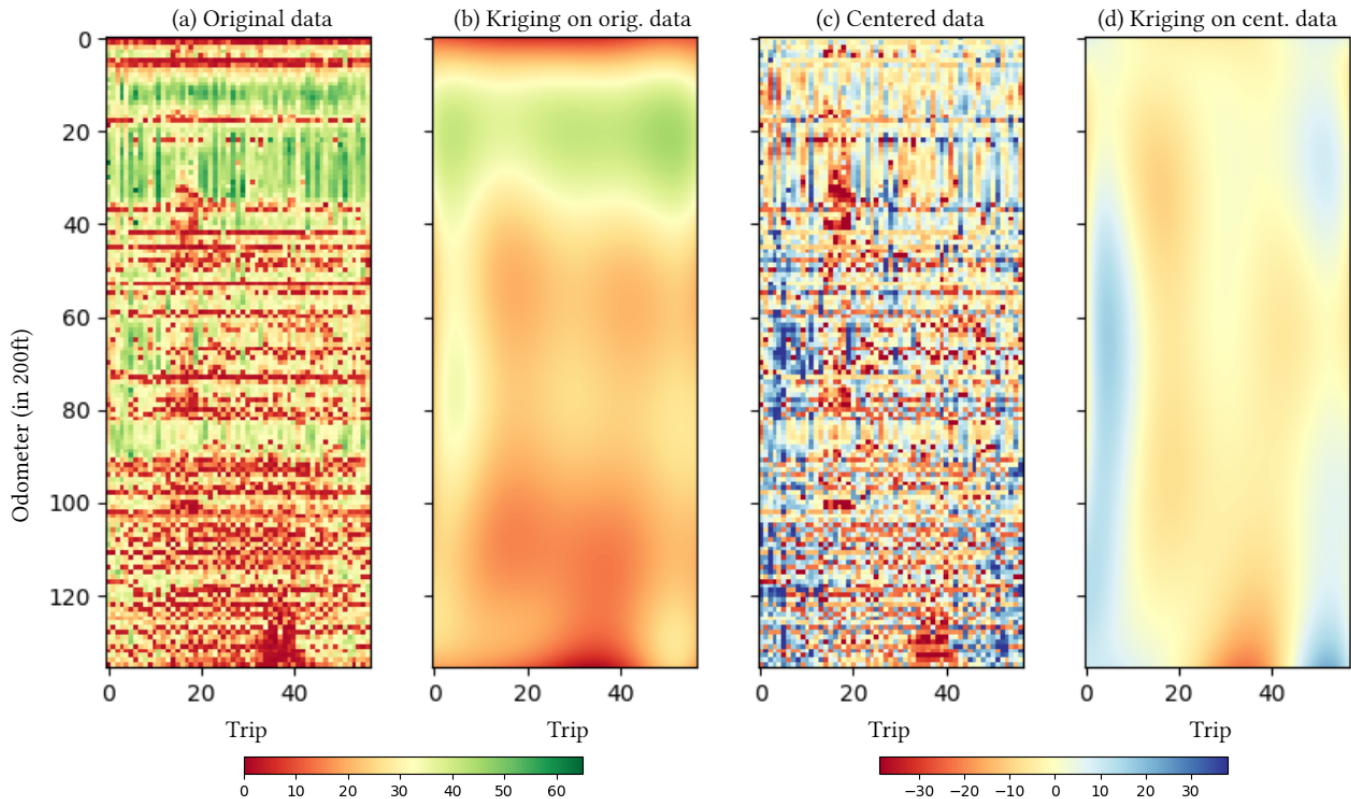 (a) Original data
(b) Kriging on orig. data
(c) Centered data
(d) Kriging on cent. data
Odometer (in 200ft)
0
20
40
60
80
100
120
0 20 40
0 20 40
0 20 40
0 20 40
Trip
Trip
Trip
Trip
0 10 20 30 40 50 60
−30 −20 −10 0 10 20 30